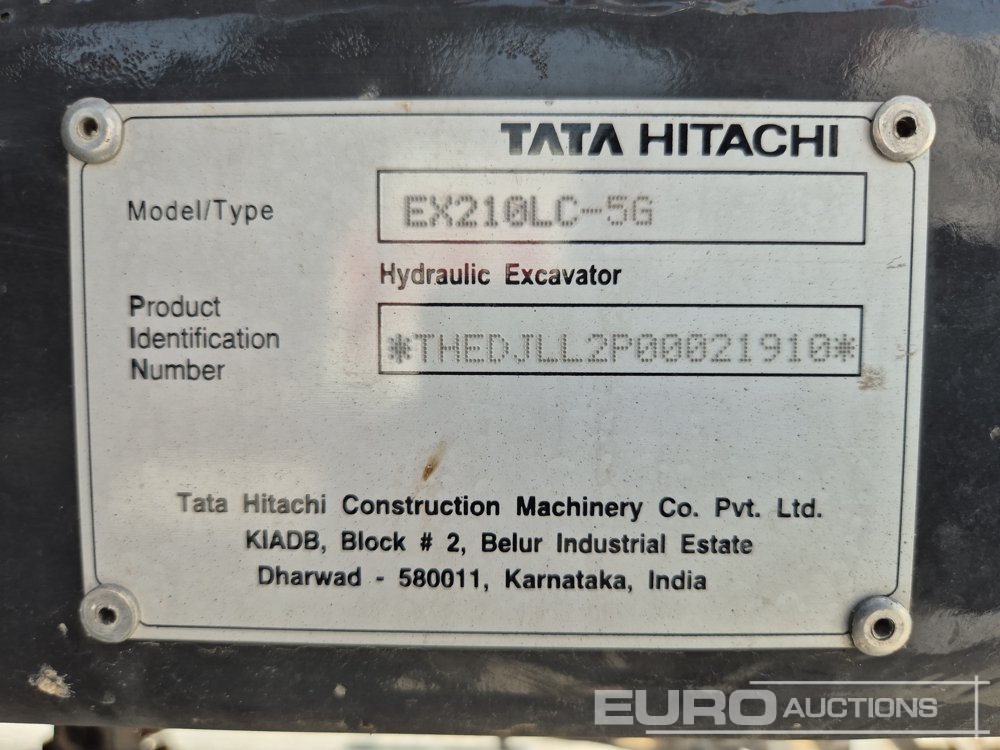 TATA HITACHI
Model/Type EX210LC-5G
Hydraulic Excavator
Product
Identification
Number
*THEDJLL2P00021910*
Tata Hitachi Construction Machinery Co. Pvt. Ltd.
KIADB, Block # 2, Belur Industrial Estate
Dharwad - 580011, Karnataka, India
EURO AUCTIONS